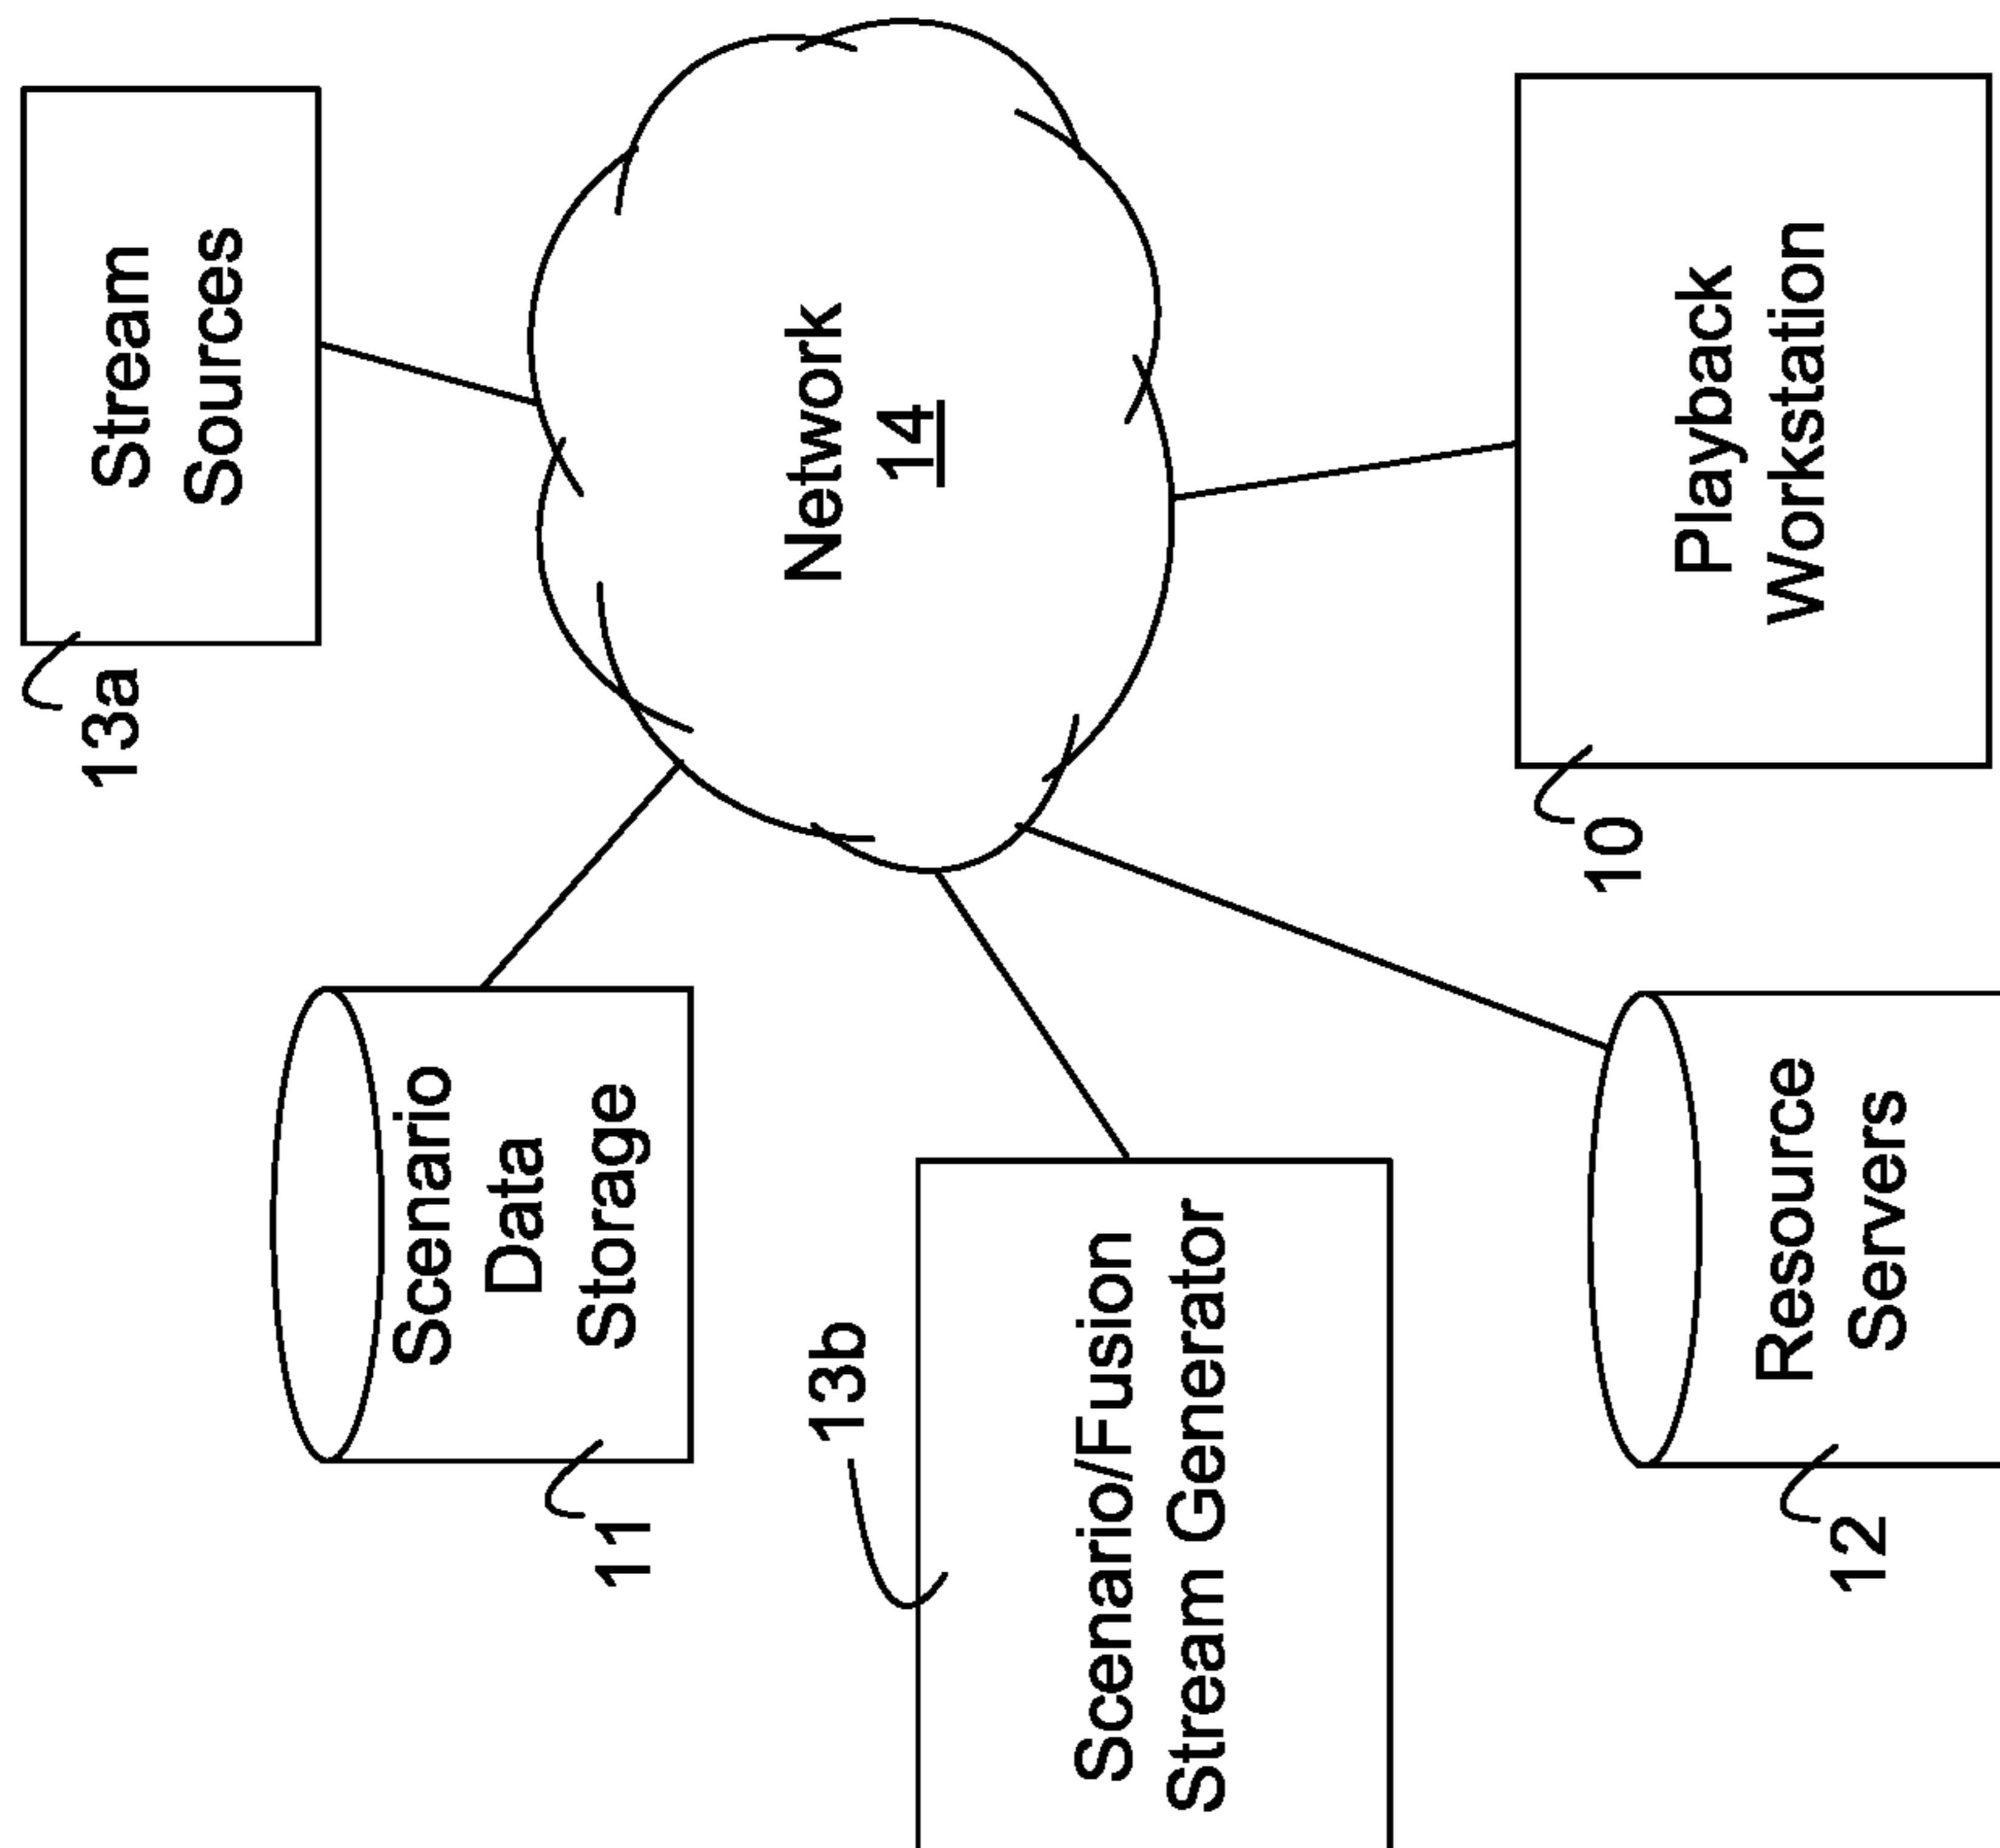 13a
Stream
Sources
11
Scenario
Data
Storage
Network
14
13b
Scenario/Fusion
Stream Generator
10
Playback
Workstation
12
Resource
Servers